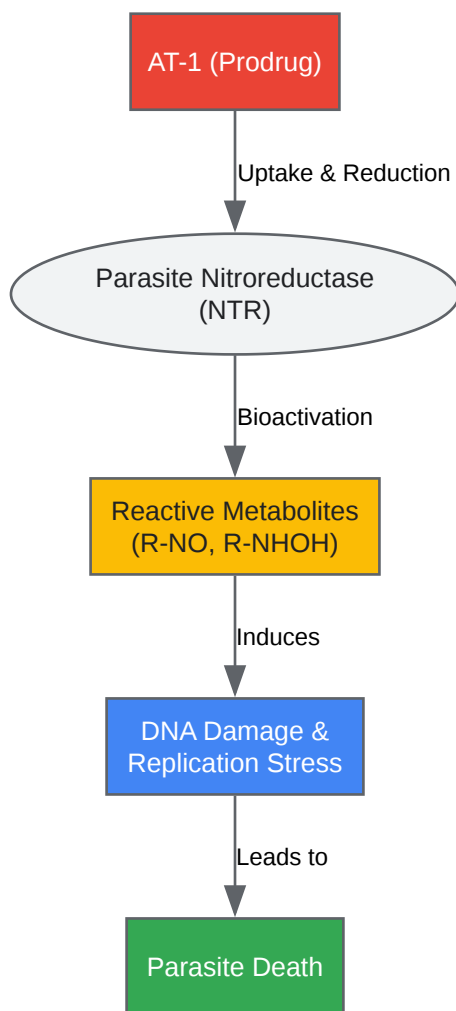 AT-1 (Prodrug)
Uptake & Reduction
Parasite Nitroreductase
(NTR)
Bioactivation
Reactive Metabolites
(R-NO, R-NHOH)
Induces
DNA Damage &
Replication Stress
Leads to
Parasite Death